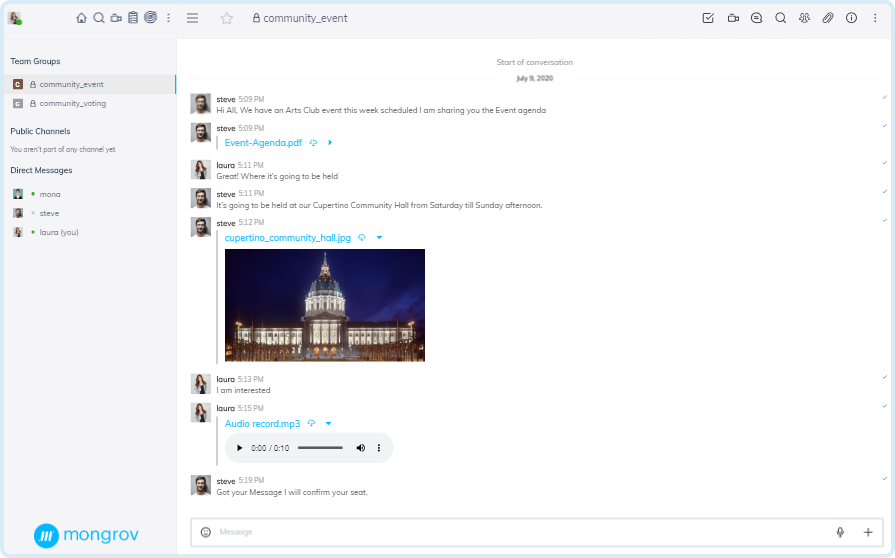 community_event
Team Groups
C community_event
C community_voting
Public Channels
You aren't part of any channel yet
Direct Messages
mona
steve
laura (you)
mongrov
Start of conversation
July 9, 2020
steve 5:09 PM
Hi All, We have an Arts Club event this week scheduled I am sharing you the Event agenda
steve 5:09 PM
Event-Agenda.pdf
laura 5:11 PM
Great! Where it's going to be held
steve 5:11 PM
It's going to be held at our Cupertino Community Hall from Saturday till Sunday afternoon.
steve 5:12 PM
cupertino_community_hall.jpg
laura 5:13 PM
I am interested
laura 5:15 PM
Audio record.mp3
0:00 / 0:10
steve 5:19 PM
Got your Message I will confirm your seat.
Message